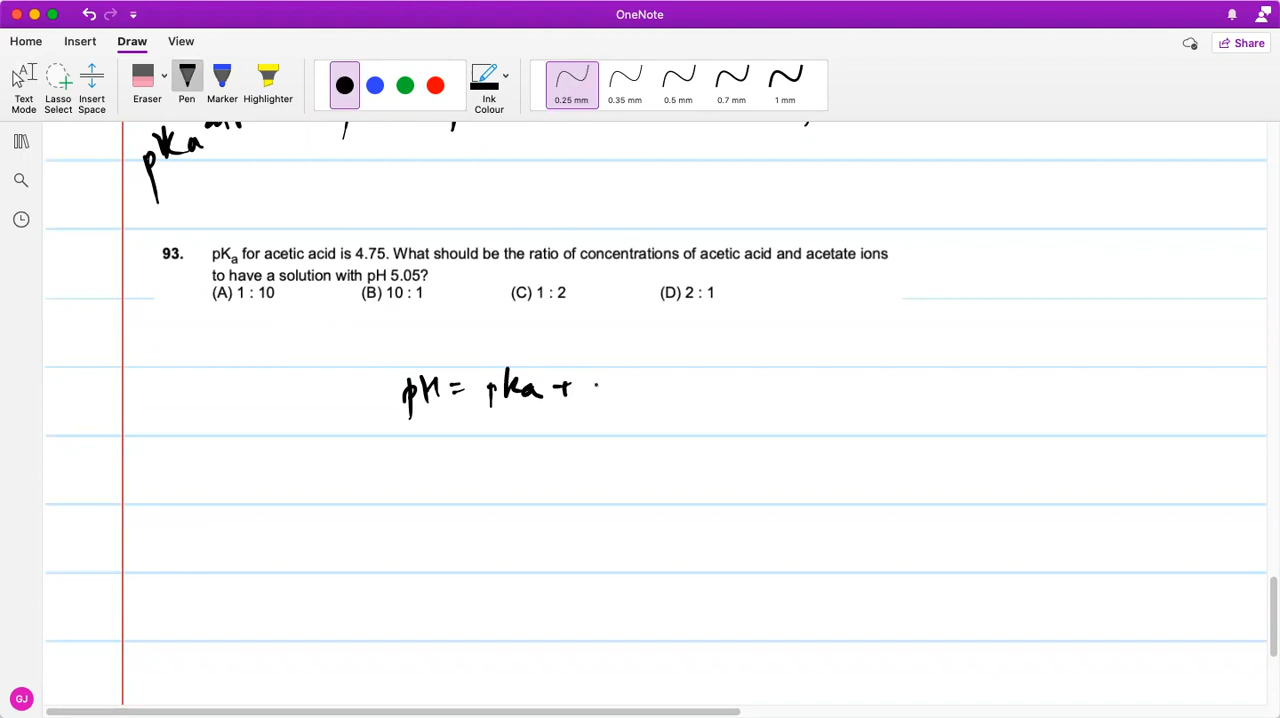 OneNote
Home Insert Draw View
Share
Text Mode
Lasso Select
Insert Space
Eraser
Pen
Marker
Highlighter
Ink Colour
0.25 mm 0.35 mm 0.5 mm 0.7 mm 1 mm
pKa
93. pKa for acetic acid is 4.75. What should be the ratio of concentrations of acetic acid and acetate ions
to have a solution with pH 5.05?
(A) 1 : 10 (B) 10 : 1 (C) 1 : 2 (D) 2 : 1
pH = pKa +
GJ